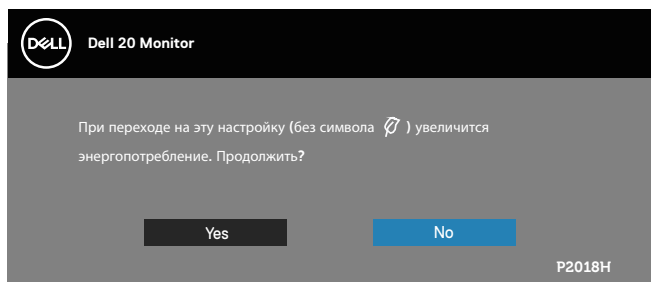 DELL
Dell 20 Monitor
При переходе на эту настройку (без символа ) увеличится
энергопотребление. Продолжить?
Yes
No
P2018H